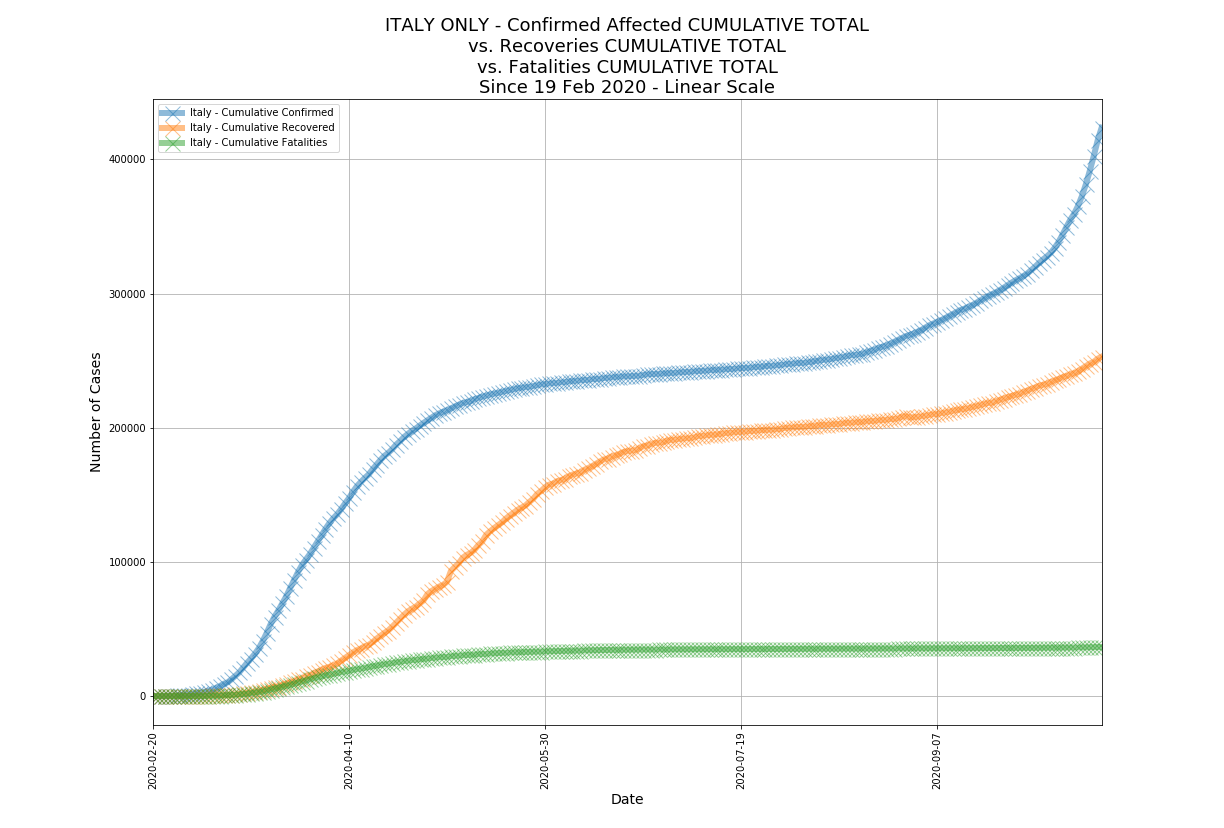 ITALY ONLY - Confirmed Affected CUMULATIVE TOTAL
vs. Recoveries CUMULATIVE TOTAL
vs. Fatalities CUMULATIVE TOTAL
Since 19 Feb 2020 - Linear Scale
Italy - Cumulative Confirmed
Italy - Cumulative Recovered
Italy - Cumulative Fatalities
Number of Cases
400000
300000
200000
100000
0
2020-02-20
2020-04-10
2020-05-30
2020-07-19
2020-09-07
Date